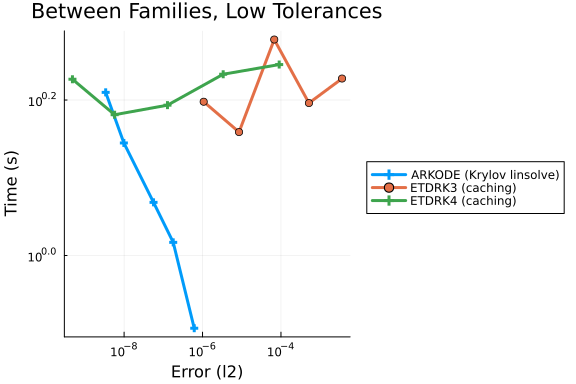 Between Families, Low Tolerances
Time (s)
10^0.2
10^0.0
10^-8
10^-6
10^-4
Error (l2)
ARKODE (Krylov linsolve)
ETDRK3 (caching)
ETDRK4 (caching)